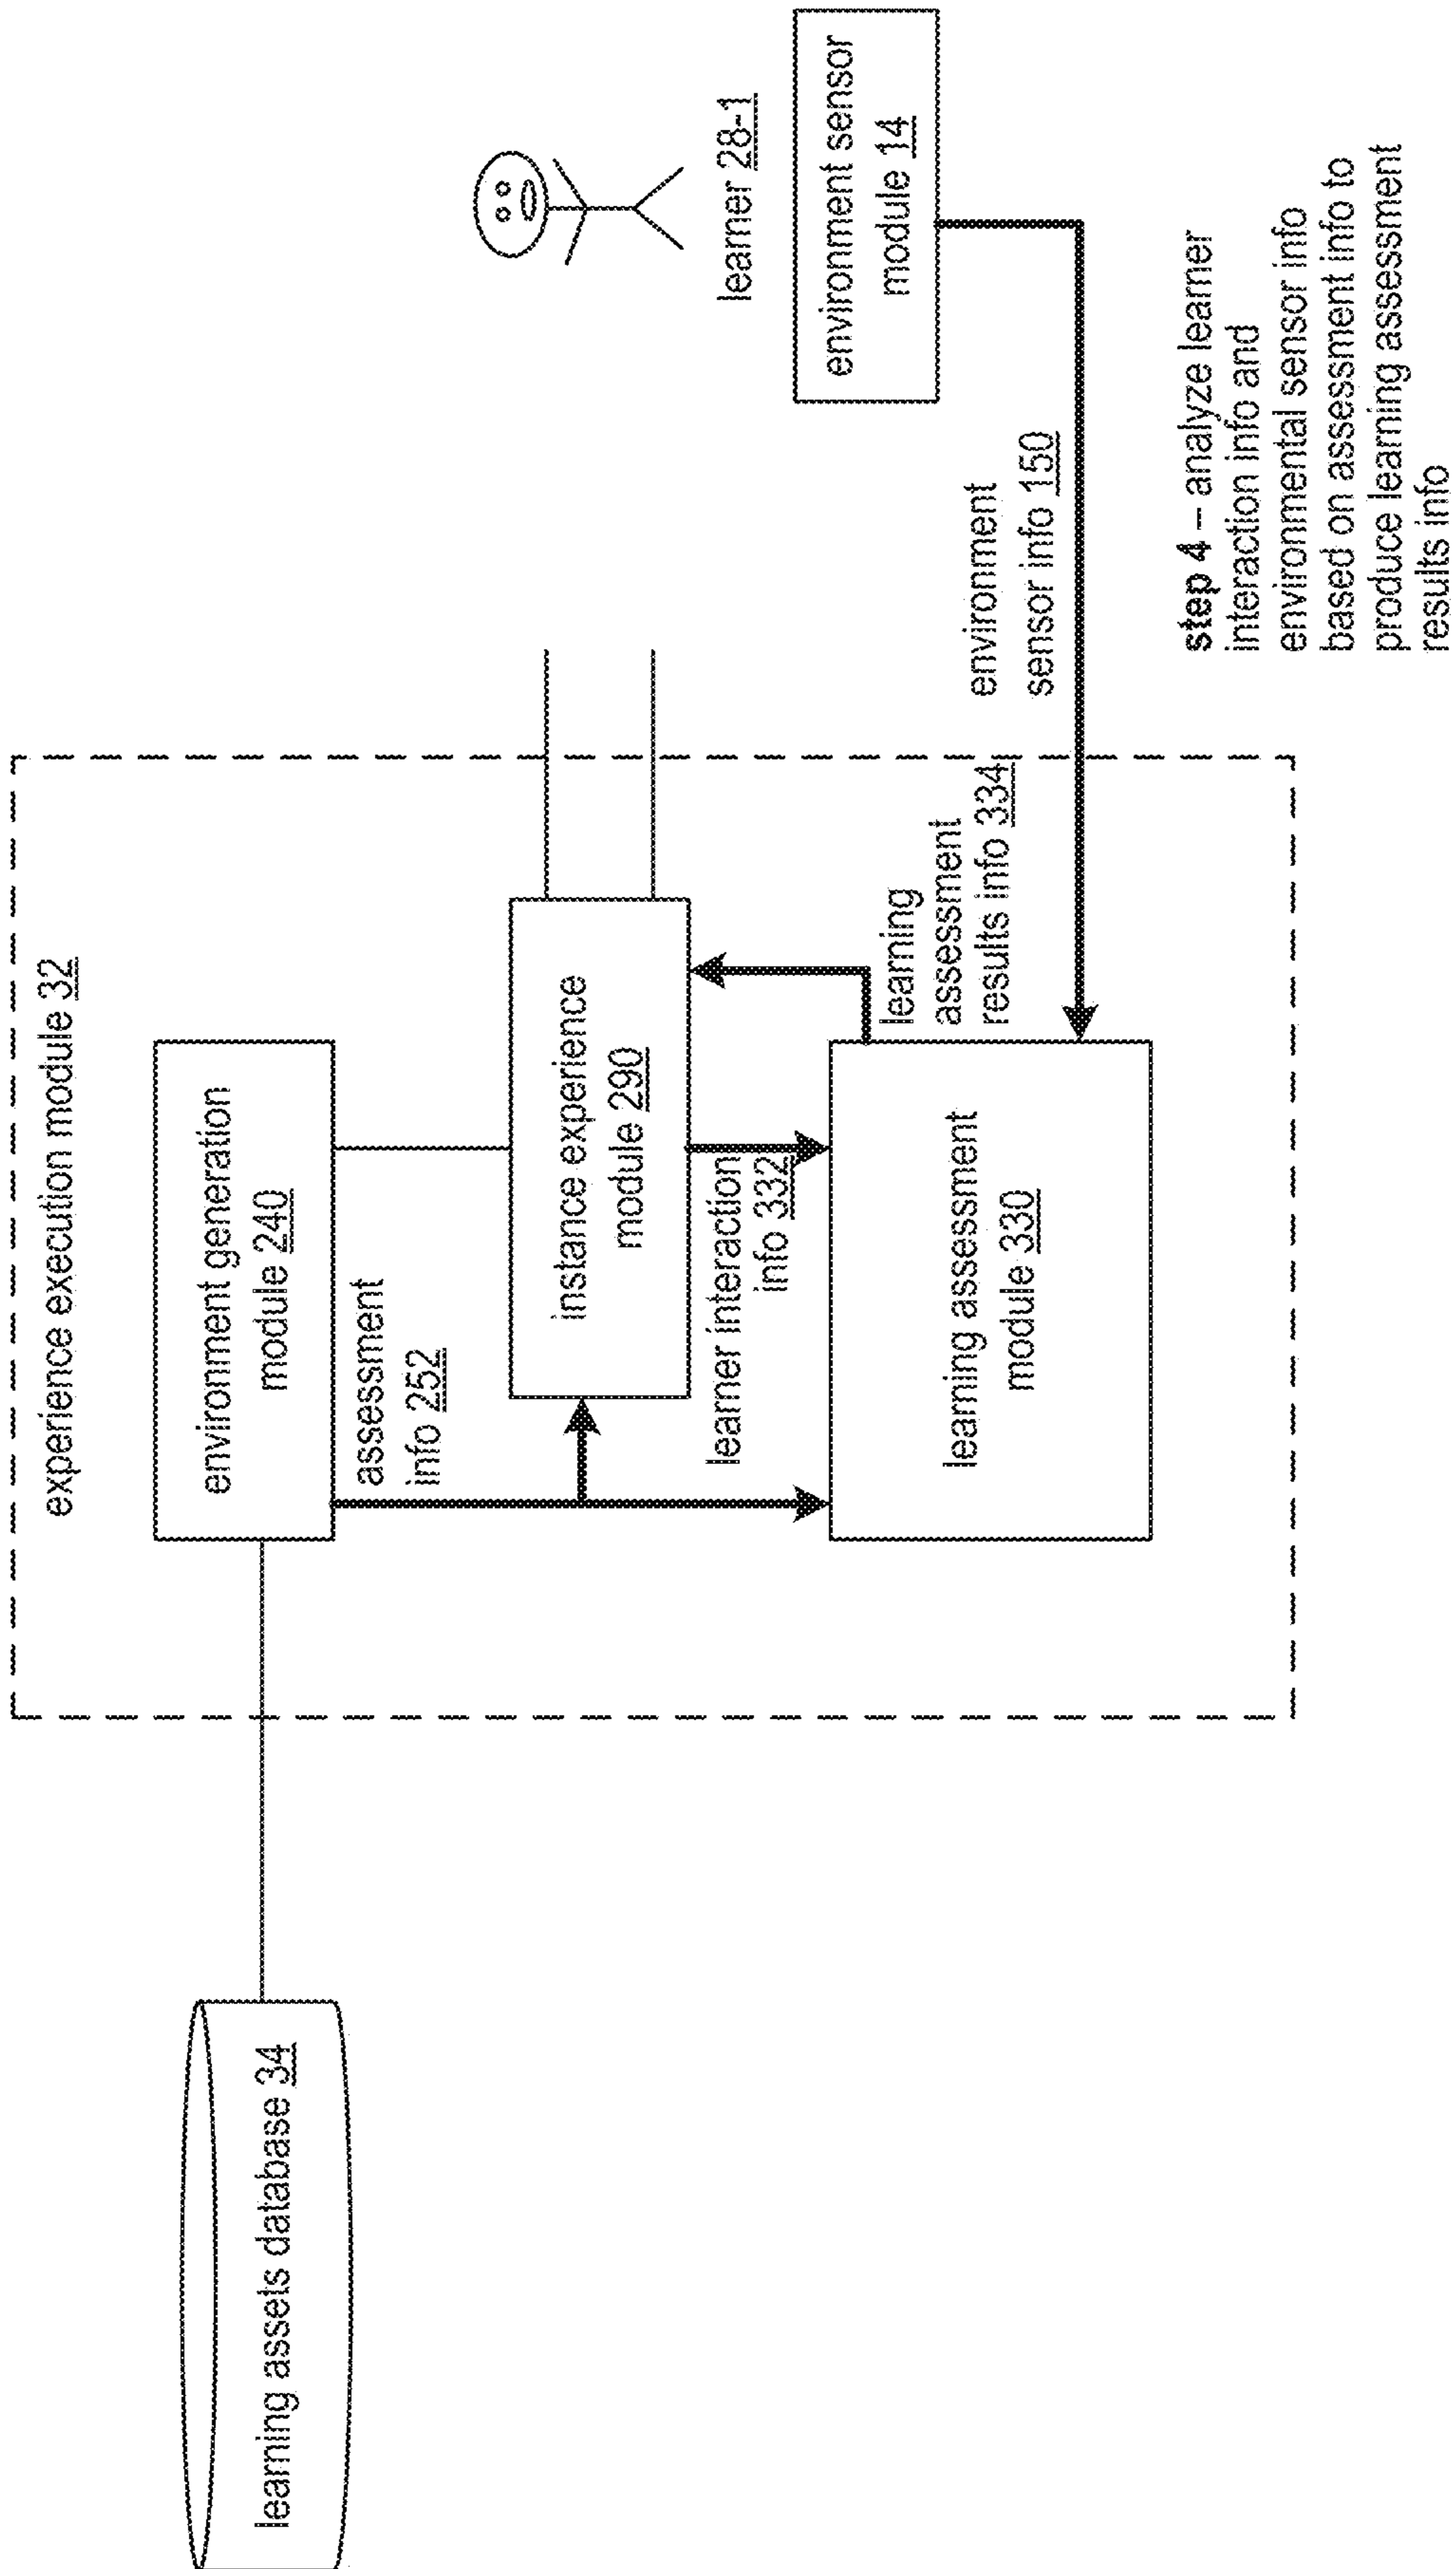 experience execution module 32
learning assets database 34
environment generation
module 240
assessment
info 252
instance experience
module 290
learner interaction
info 332
learning
assessment
results info 334
learning assessment
module 330
learner 28-1
environment sensor
module 14
environment
sensor info 150
step 4 – analyze learner
interaction info and
environmental sensor info
based on assessment info to
produce learning assessment
results info